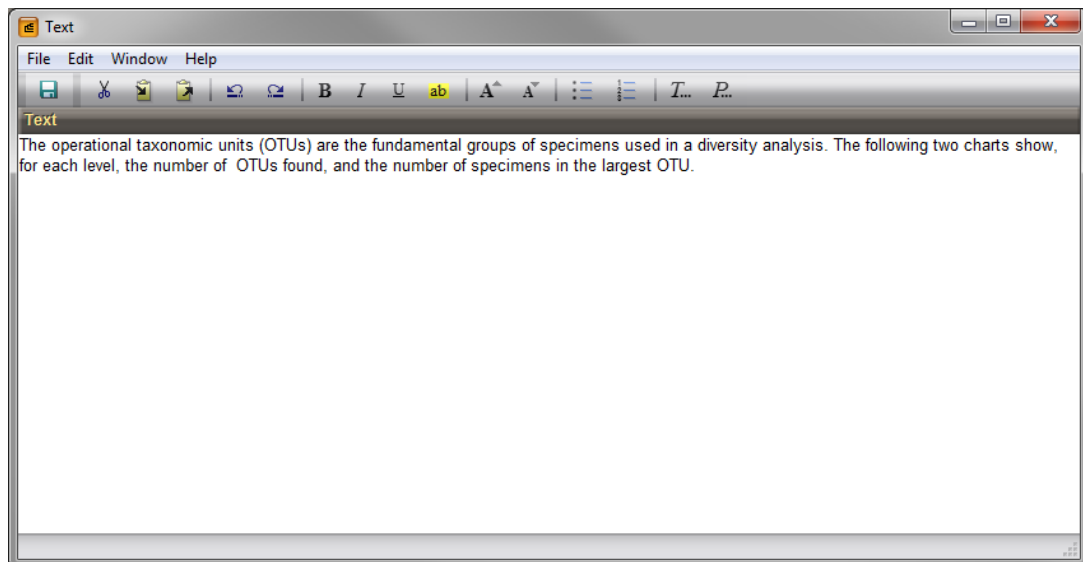 Text
File Edit Window Help
B I U ab A A T... P...
Text
The operational taxonomic units (OTUs) are the fundamental groups of specimens used in a diversity analysis. The following two charts show,
for each level, the number of  OTUs found, and the number of specimens in the largest OTU.